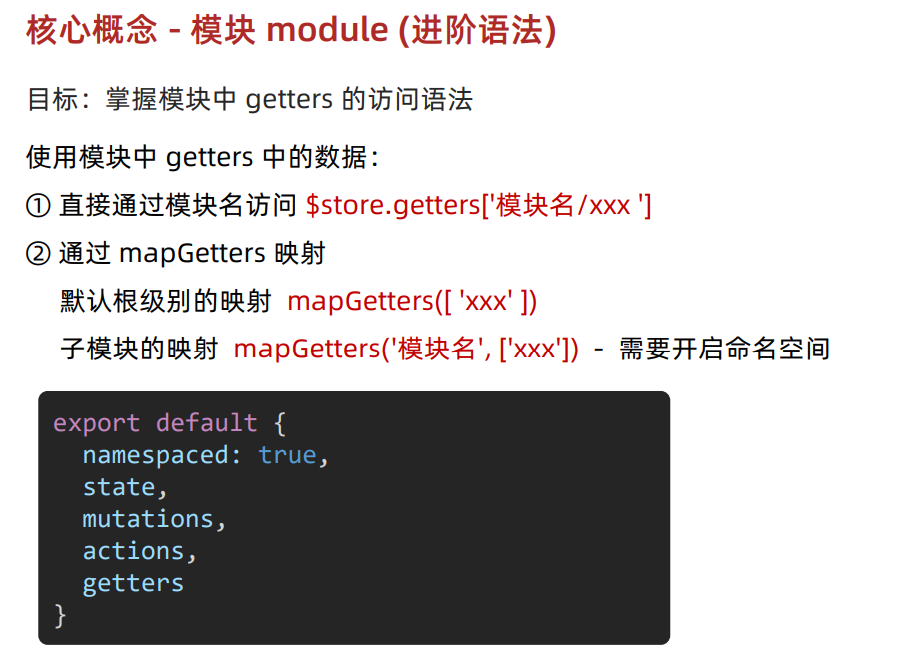 核心概念 - 模块 module (进阶语法)
目标：掌握模块中 getters 的访问语法
使用模块中 getters 中的数据：
① 直接通过模块名访问 $store.getters['模块名/xxx ']
② 通过 mapGetters 映射
默认根级别的映射 mapGetters([ 'xxx' ])
子模块的映射 mapGetters('模块名', ['xxx']) - 需要开启命名空间
export default {
  namespaced: true,
  state,
  mutations,
  actions,
  getters
}